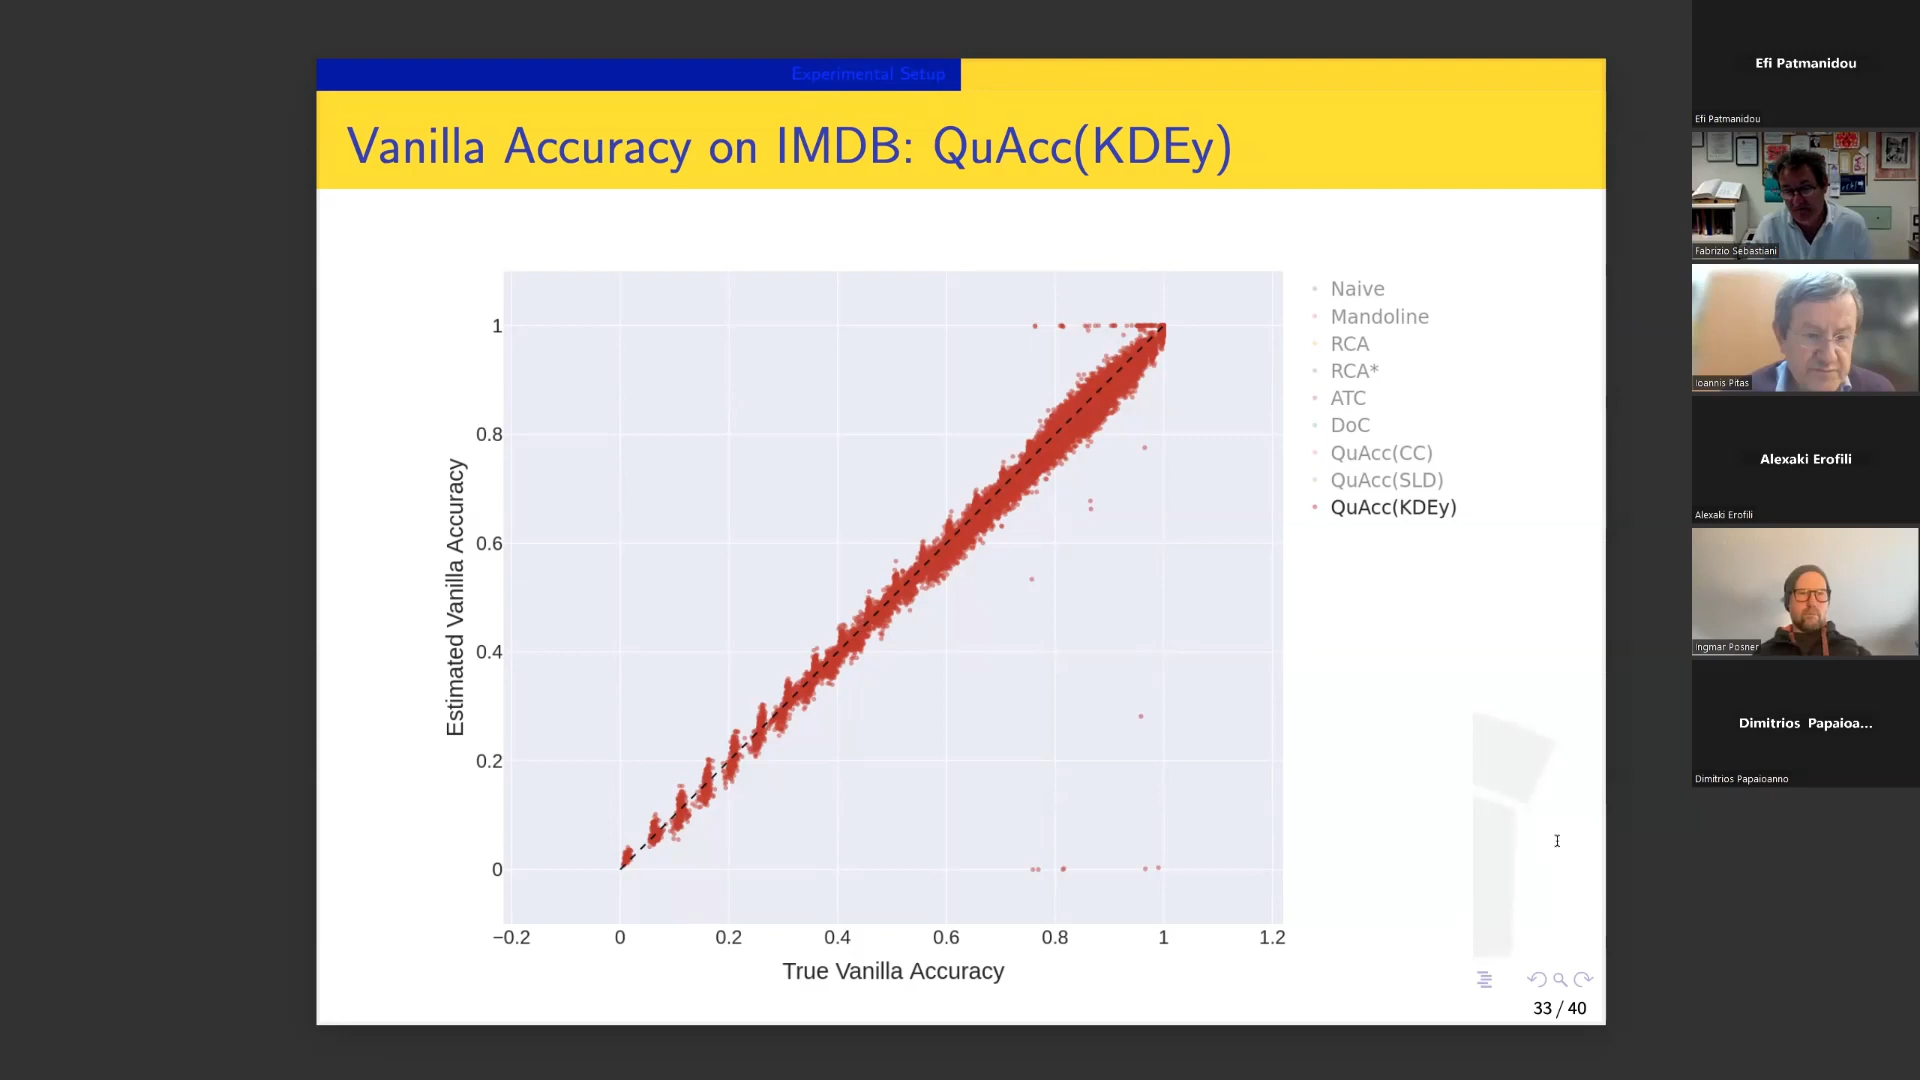 Experimental Setup
Vanilla Accuracy on IMDB: QuAcc(KDEy)
Estimated Vanilla Accuracy
1
0.8
0.6
0.4
0.2
0
−0.2
0
0.2
0.4
0.6
0.8
1
1.2
True Vanilla Accuracy
Naive
Mandoline
RCA
RCA*
ATC
DoC
QuAcc(CC)
QuAcc(SLD)
QuAcc(KDEy)
33 / 40
Efi Patmanidou
Efi Patmanidou
Fabrizio Sebastiani
Ioannis Pitas
Alexaki Erofili
Alexaki Erofili
Ingmar Posner
Dimitrios Papaioa...
Dimitrios Papaioanno